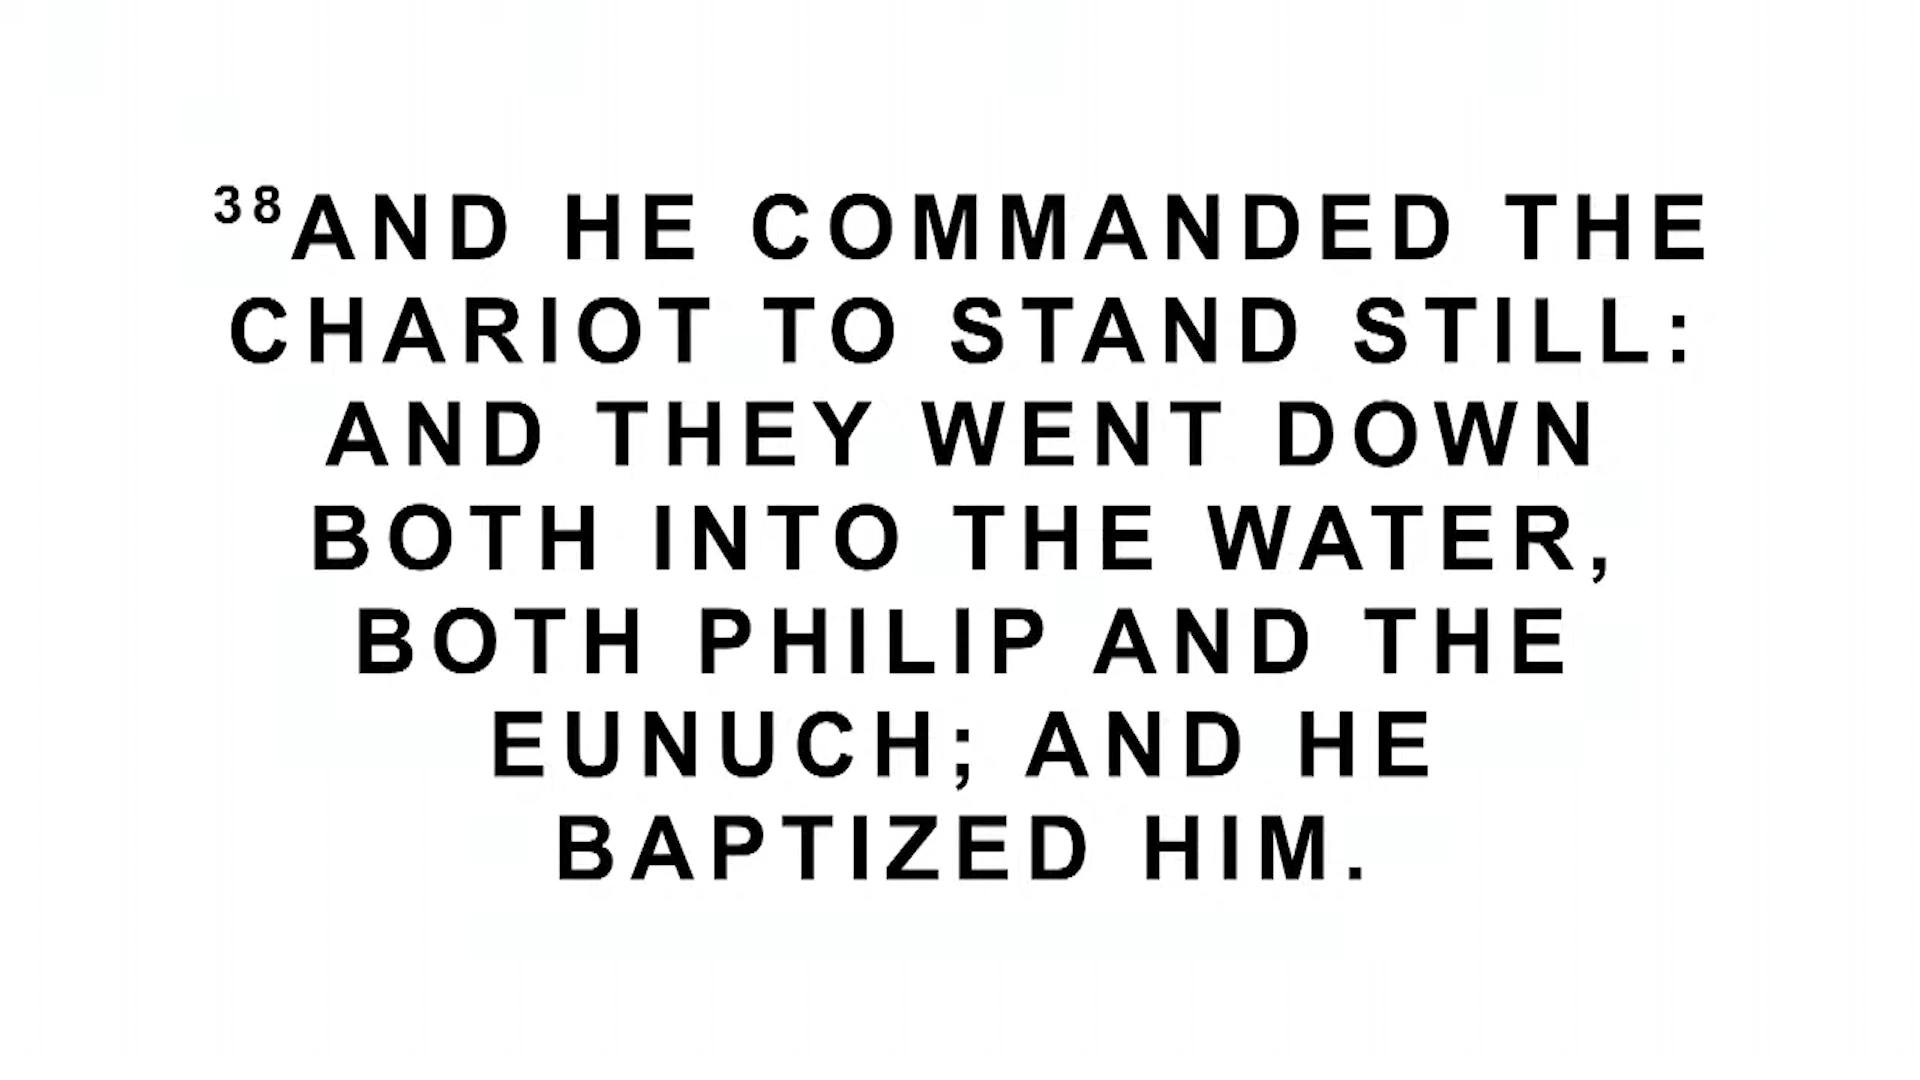 ³⁸AND HE COMMANDED THE
CHARIOT TO STAND STILL:
AND THEY WENT DOWN
BOTH INTO THE WATER,
BOTH PHILIP AND THE
EUNUCH; AND HE
BAPTIZED HIM.